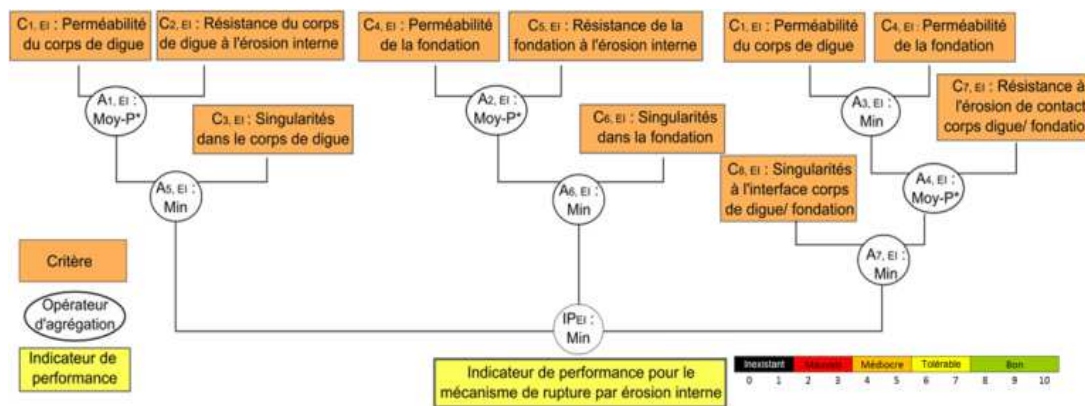 C1, EI : Perméabilité
du corps de digue
C2, EI : Résistance du corps
de digue à l'érosion interne
C4, EI : Perméabilité
de la fondation
C5, EI : Résistance de la
fondation à l'érosion interne
C1, EI : Perméabilité
du corps de digue
C4, EI : Perméabilité
de la fondation
A1, EI :
Moy-P*
C3, EI : Singularités
dans le corps de digue
A2, EI :
Moy-P*
C6, EI : Singularités
dans la fondation
A3, EI :
Min
C7, EI : Résistance à
l'érosion de contact
corps digue/ fondation
A5, EI :
Min
A6, EI :
Min
C8, EI : Singularités
à l'interface corps
de digue/ fondation
A4, EI :
Moy-P*
A7, EI :
Min
Critère
Opérateur
d'agrégation
Indicateur de
performance
IPEI :
Min
Indicateur de performance pour le
mécanisme de rupture par érosion interne
Inexistant Mauvais Médiocre Tolérable Bon
0 1 2 3 4 5 6 7 8 9 10